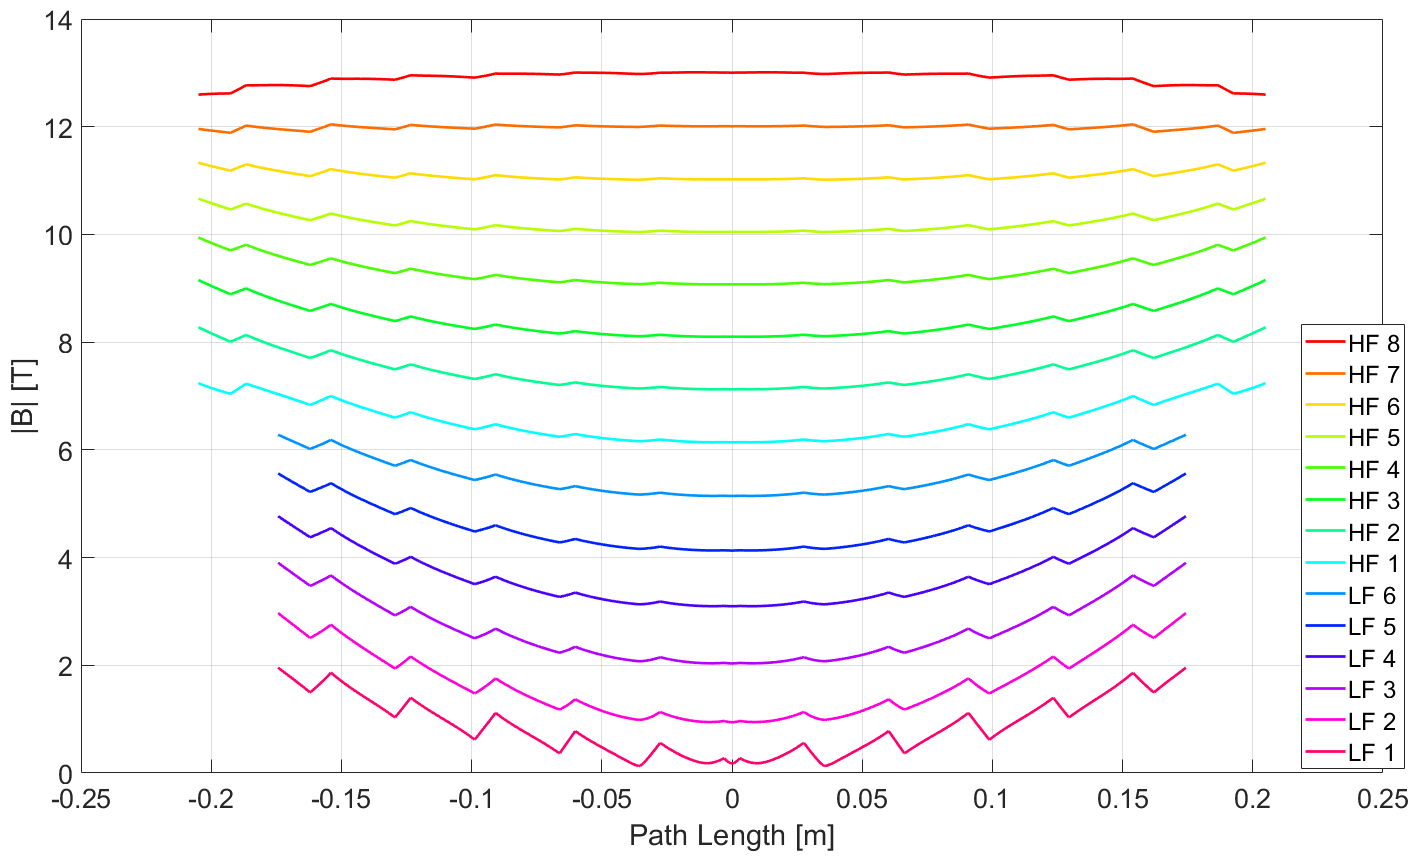 14
12
10
8
6
4
2
0
|B| [T]
-0.25 -0.2 -0.15 -0.1 -0.05 0 0.05 0.1 0.15 0.2 0.25
Path Length [m]
HF 8
HF 7
HF 6
HF 5
HF 4
HF 3
HF 2
HF 1
LF 6
LF 5
LF 4
LF 3
LF 2
LF 1